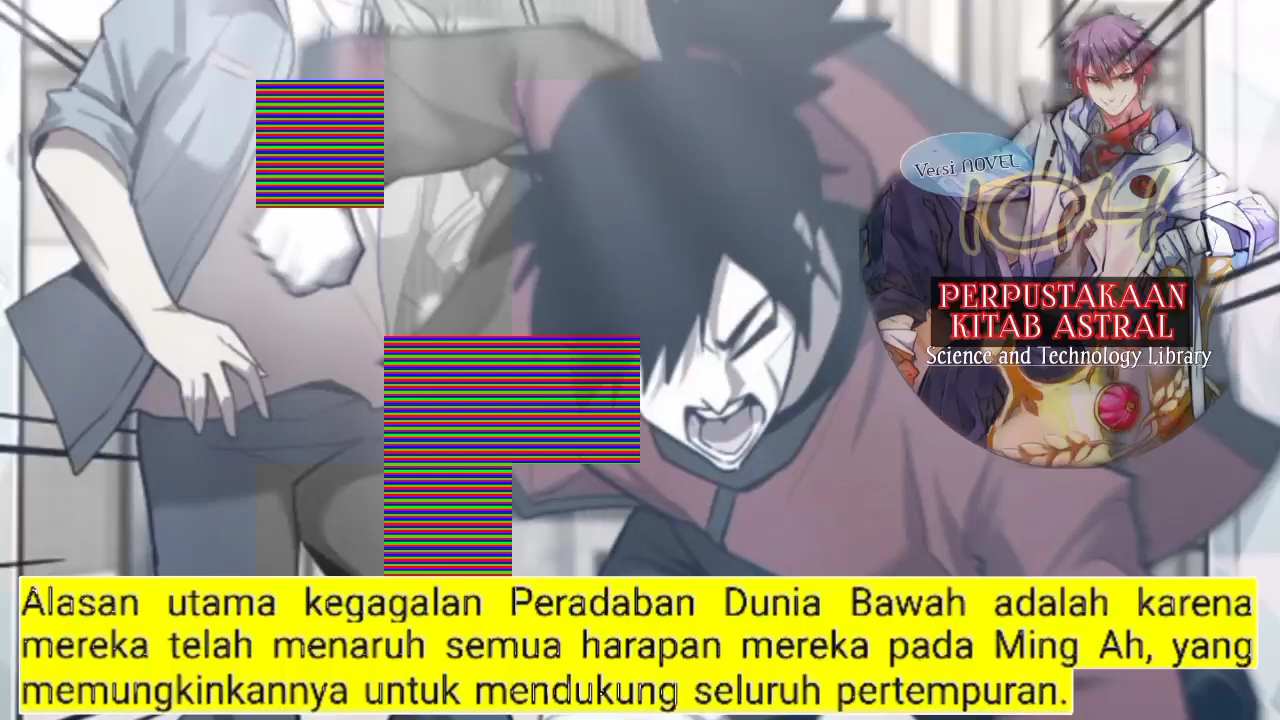 Versi NOVEL
104
PERPUSTAKAAN
KITAB ASTRAL
Science and Technology Library
Alasan utama kegagalan Peradaban Dunia Bawah adalah karena
mereka telah menaruh semua harapan mereka pada Ming Ah, yang
memungkinkannya untuk mendukung seluruh pertempuran.